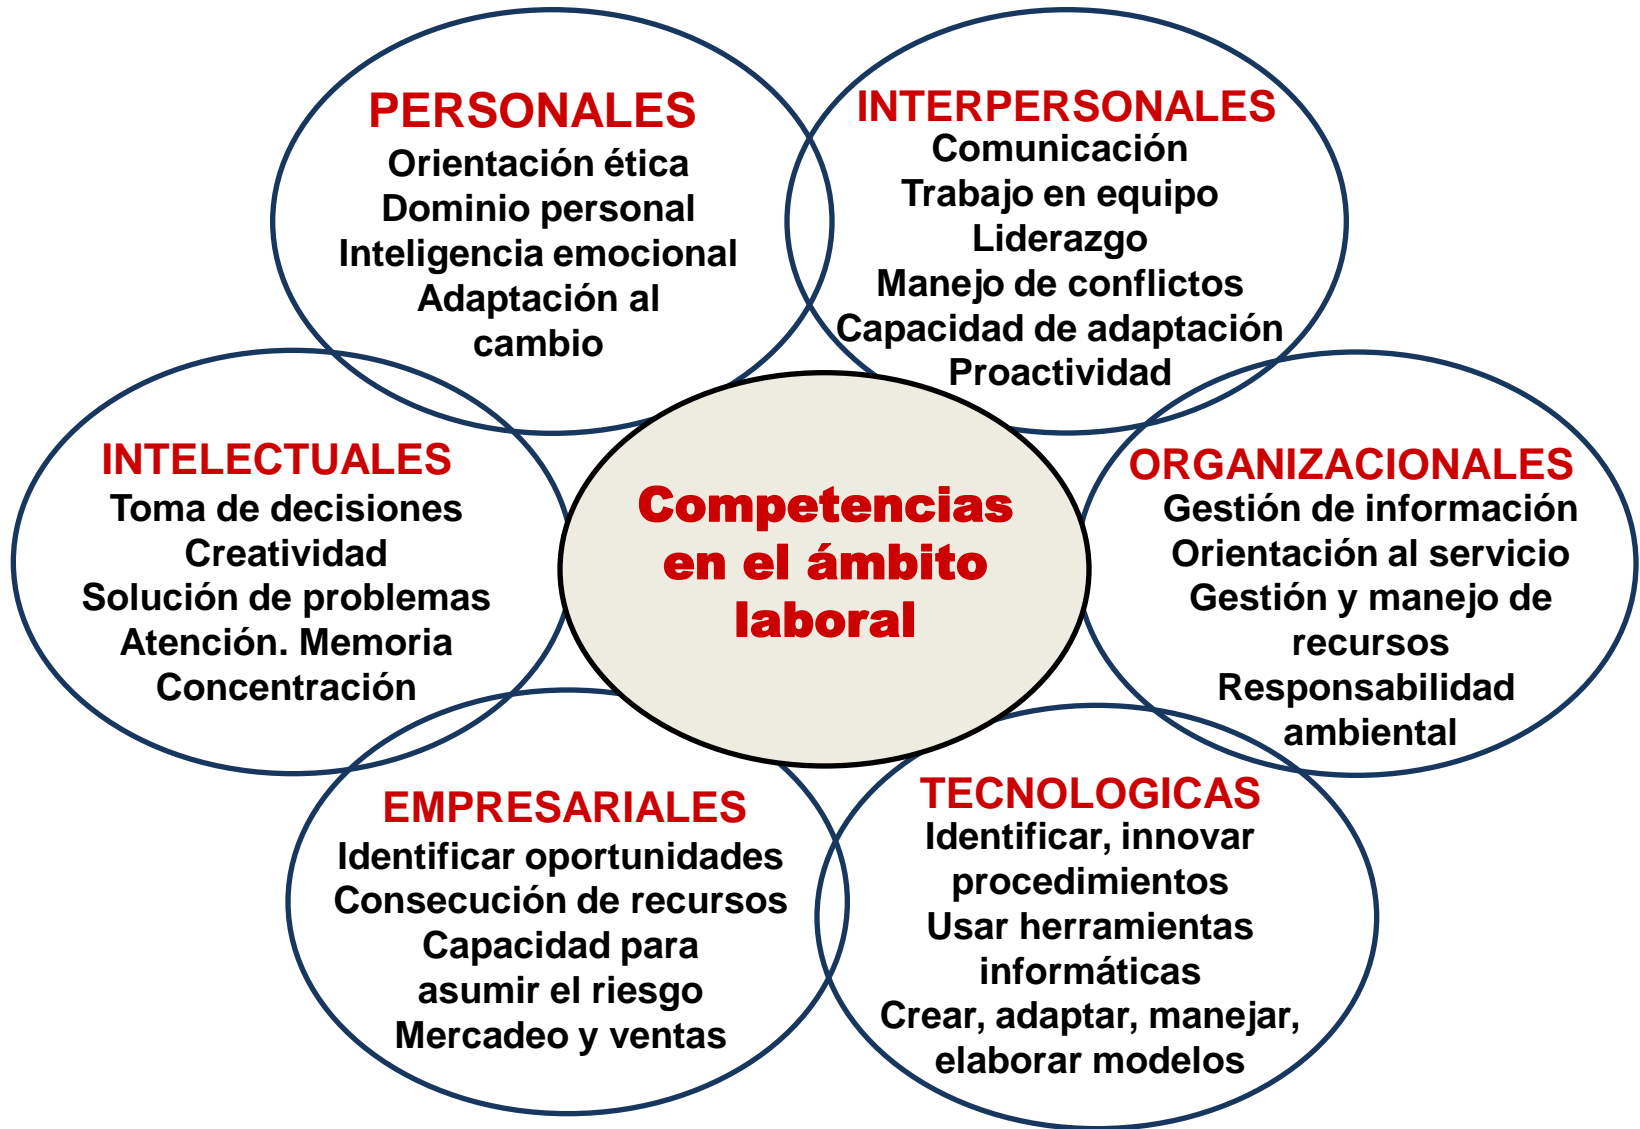 PERSONALES
Orientación ética
Dominio personal
Inteligencia emocional
Adaptación al
cambio
INTERPERSONALES
Comunicación
Trabajo en equipo
Liderazgo
Manejo de conflictos
Capacidad de adaptación
Proactividad
INTELECTUALES
Toma de decisiones
Creatividad
Solución de problemas
Atención. Memoria
Concentración
Competencias
en el ámbito
laboral
ORGANIZACIONALES
Gestión de información
Orientación al servicio
Gestión y manejo de
recursos
Responsabilidad
ambiental
EMPRESARIALES
Identificar oportunidades
Consecución de recursos
Capacidad para
asumir el riesgo
Mercadeo y ventas
TECNOLOGICAS
Identificar, innovar
procedimientos
Usar herramientas
informáticas
Crear, adaptar, manejar,
elaborar modelos